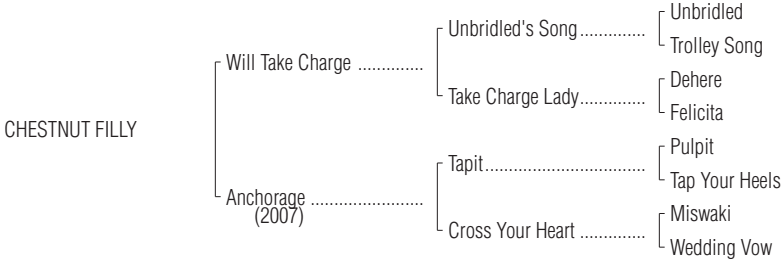 Unbridled
Unbridled's Song..............
Trolley Song
Will Take Charge ..............
Dehere
Take Charge Lady..............
Felicita
CHESTNUT FILLY
Pulpit
Tapit..................................
Tap Your Heels
Anchorage ........................
(2007)
Miswaki
Cross Your Heart ..............
Wedding Vow